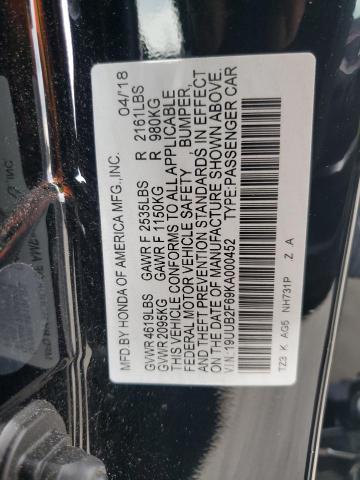 MFD.BY HONDA OF AMERICA MFG.,INC. 04/18
GVWR 4619LBS GAWR F 2535LBS R 2161LBS
GVWR 2095KG GAWR F 1150KG R 980KG
THIS VEHICLE CONFORMS TO ALL APPLICABLE
FEDERAL MOTOR VEHICLE SAFETY , BUMPER,
AND THEFT PREVENTION STANDARDS IN EFFECT
ON THE DATE OF MANUFACTURE SHOWN ABOVE.
V.I.N.:19UUB2F69KA000452 TYPE:PASSENGER CAR
TZ3 K AG5 NH731P Z A
INC